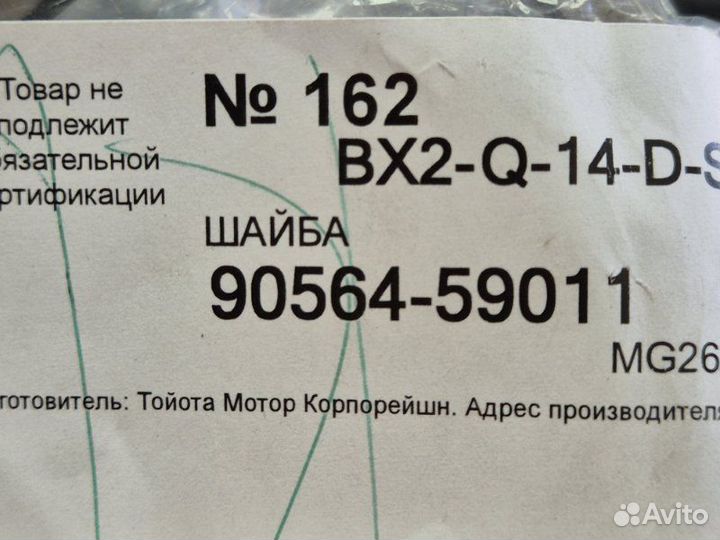 Товар не
подлежит
язательной
ртификации
№ 162
BX2-Q-14-D-S
ШАЙБА
90564-59011
MG26
готовитель: Тойота Мотор Корпорейшн. Адрес производителя
Avito